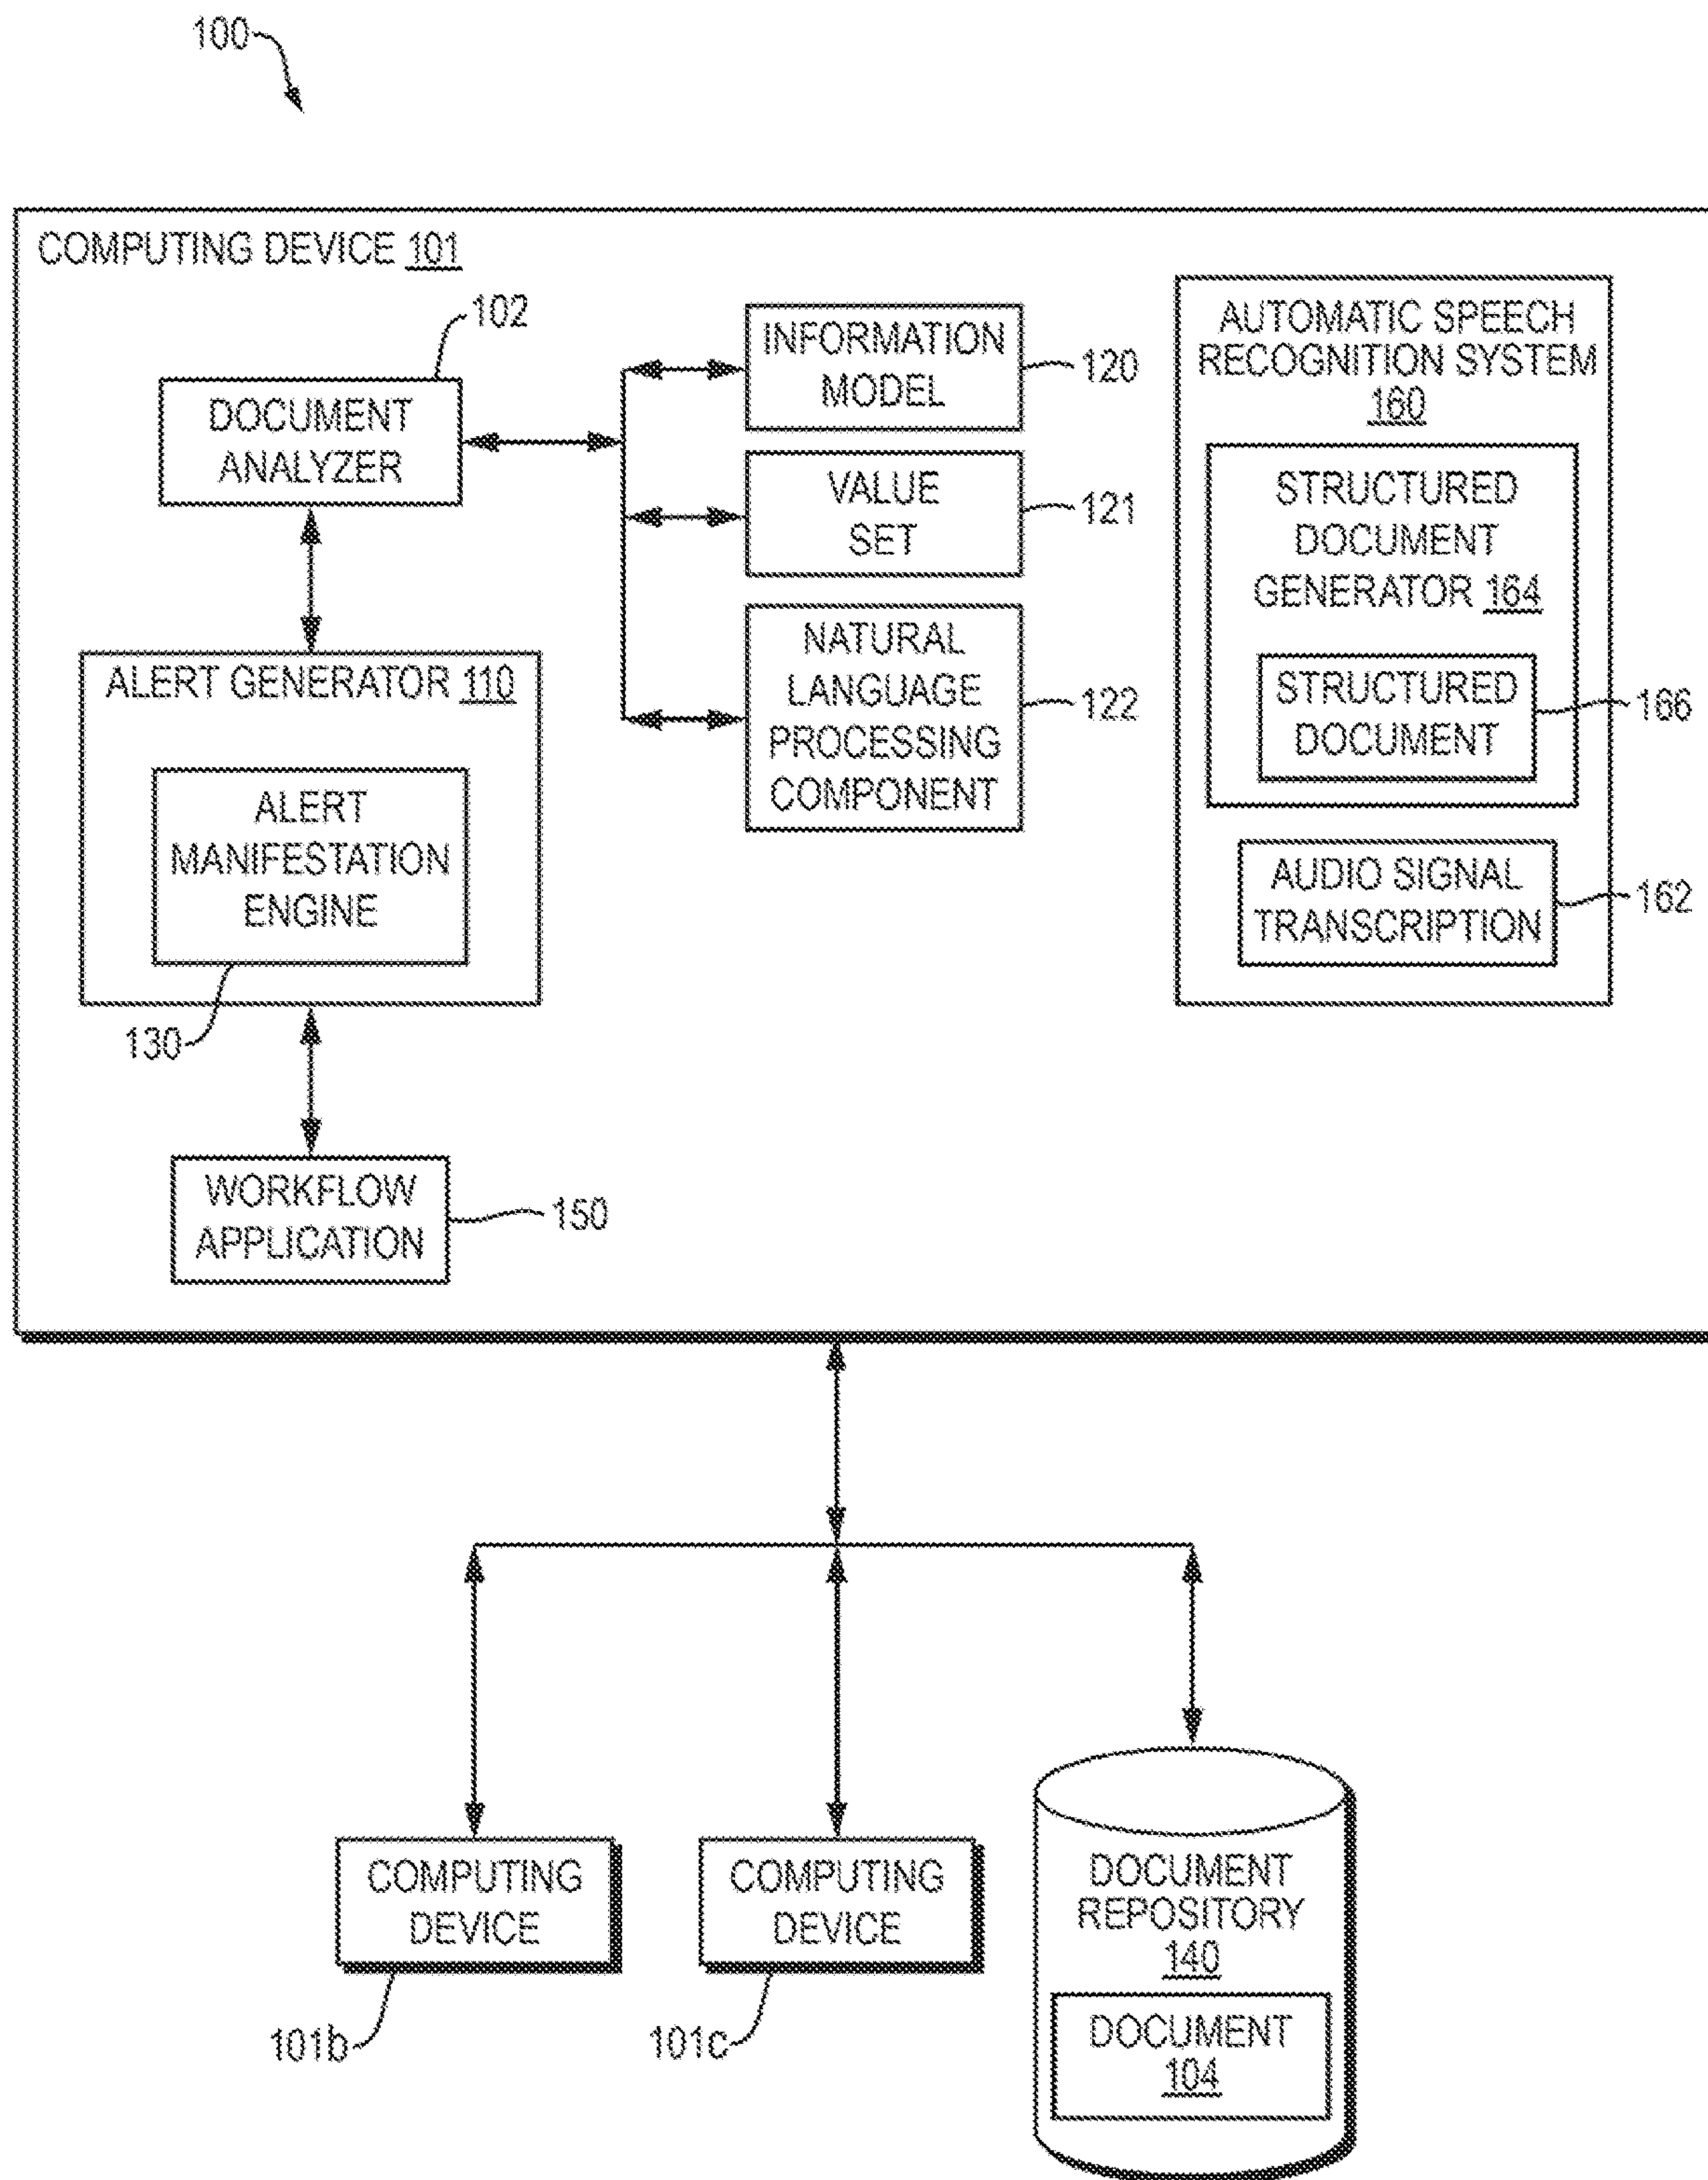 100
COMPUTING DEVICE 101
102
DOCUMENT
ANALYZER
INFORMATION
MODEL
120
VALUE
SET
121
NATURAL
LANGUAGE
PROCESSING
COMPONENT
122
ALERT GENERATOR 110
ALERT
MANIFESTATION
ENGINE
130
WORKFLOW
APPLICATION
150
AUTOMATIC SPEECH
RECOGNITION SYSTEM
160
STRUCTURED
DOCUMENT
GENERATOR 164
STRUCTURED
DOCUMENT
166
AUDIO SIGNAL
TRANSCRIPTION
162
COMPUTING
DEVICE
101b
COMPUTING
DEVICE
101c
DOCUMENT
REPOSITORY
140
DOCUMENT
104